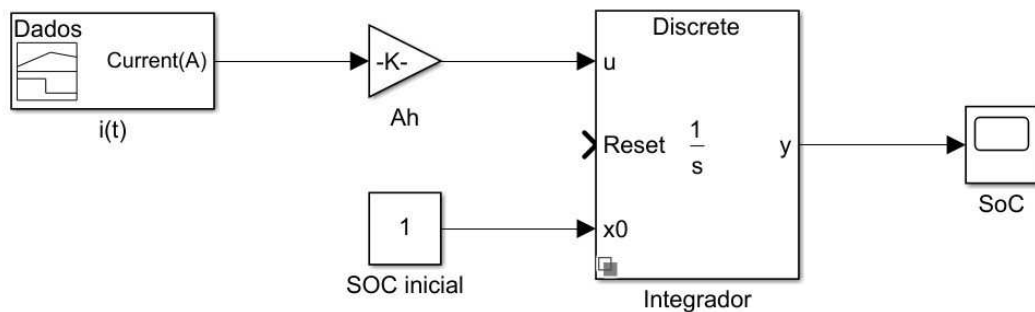 Dados
Current(A)
i(t)
-K-
Ah
1
SOC inicial
Discrete
u
Reset
1
s
x0
y
Integrador
SoC